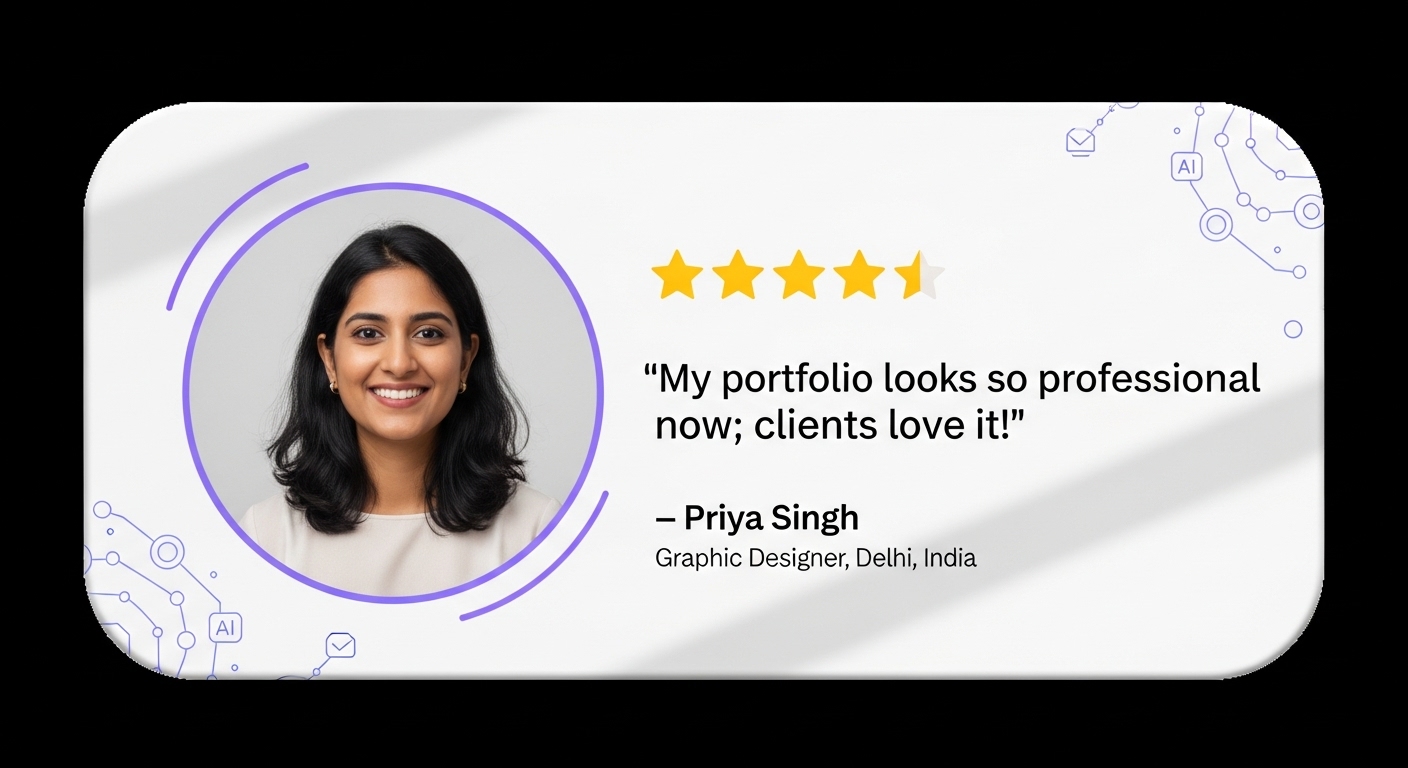 AI
“My portfolio looks so professional
now; clients love it!”
– Priya Singh
Graphic Designer, Delhi, India
AI